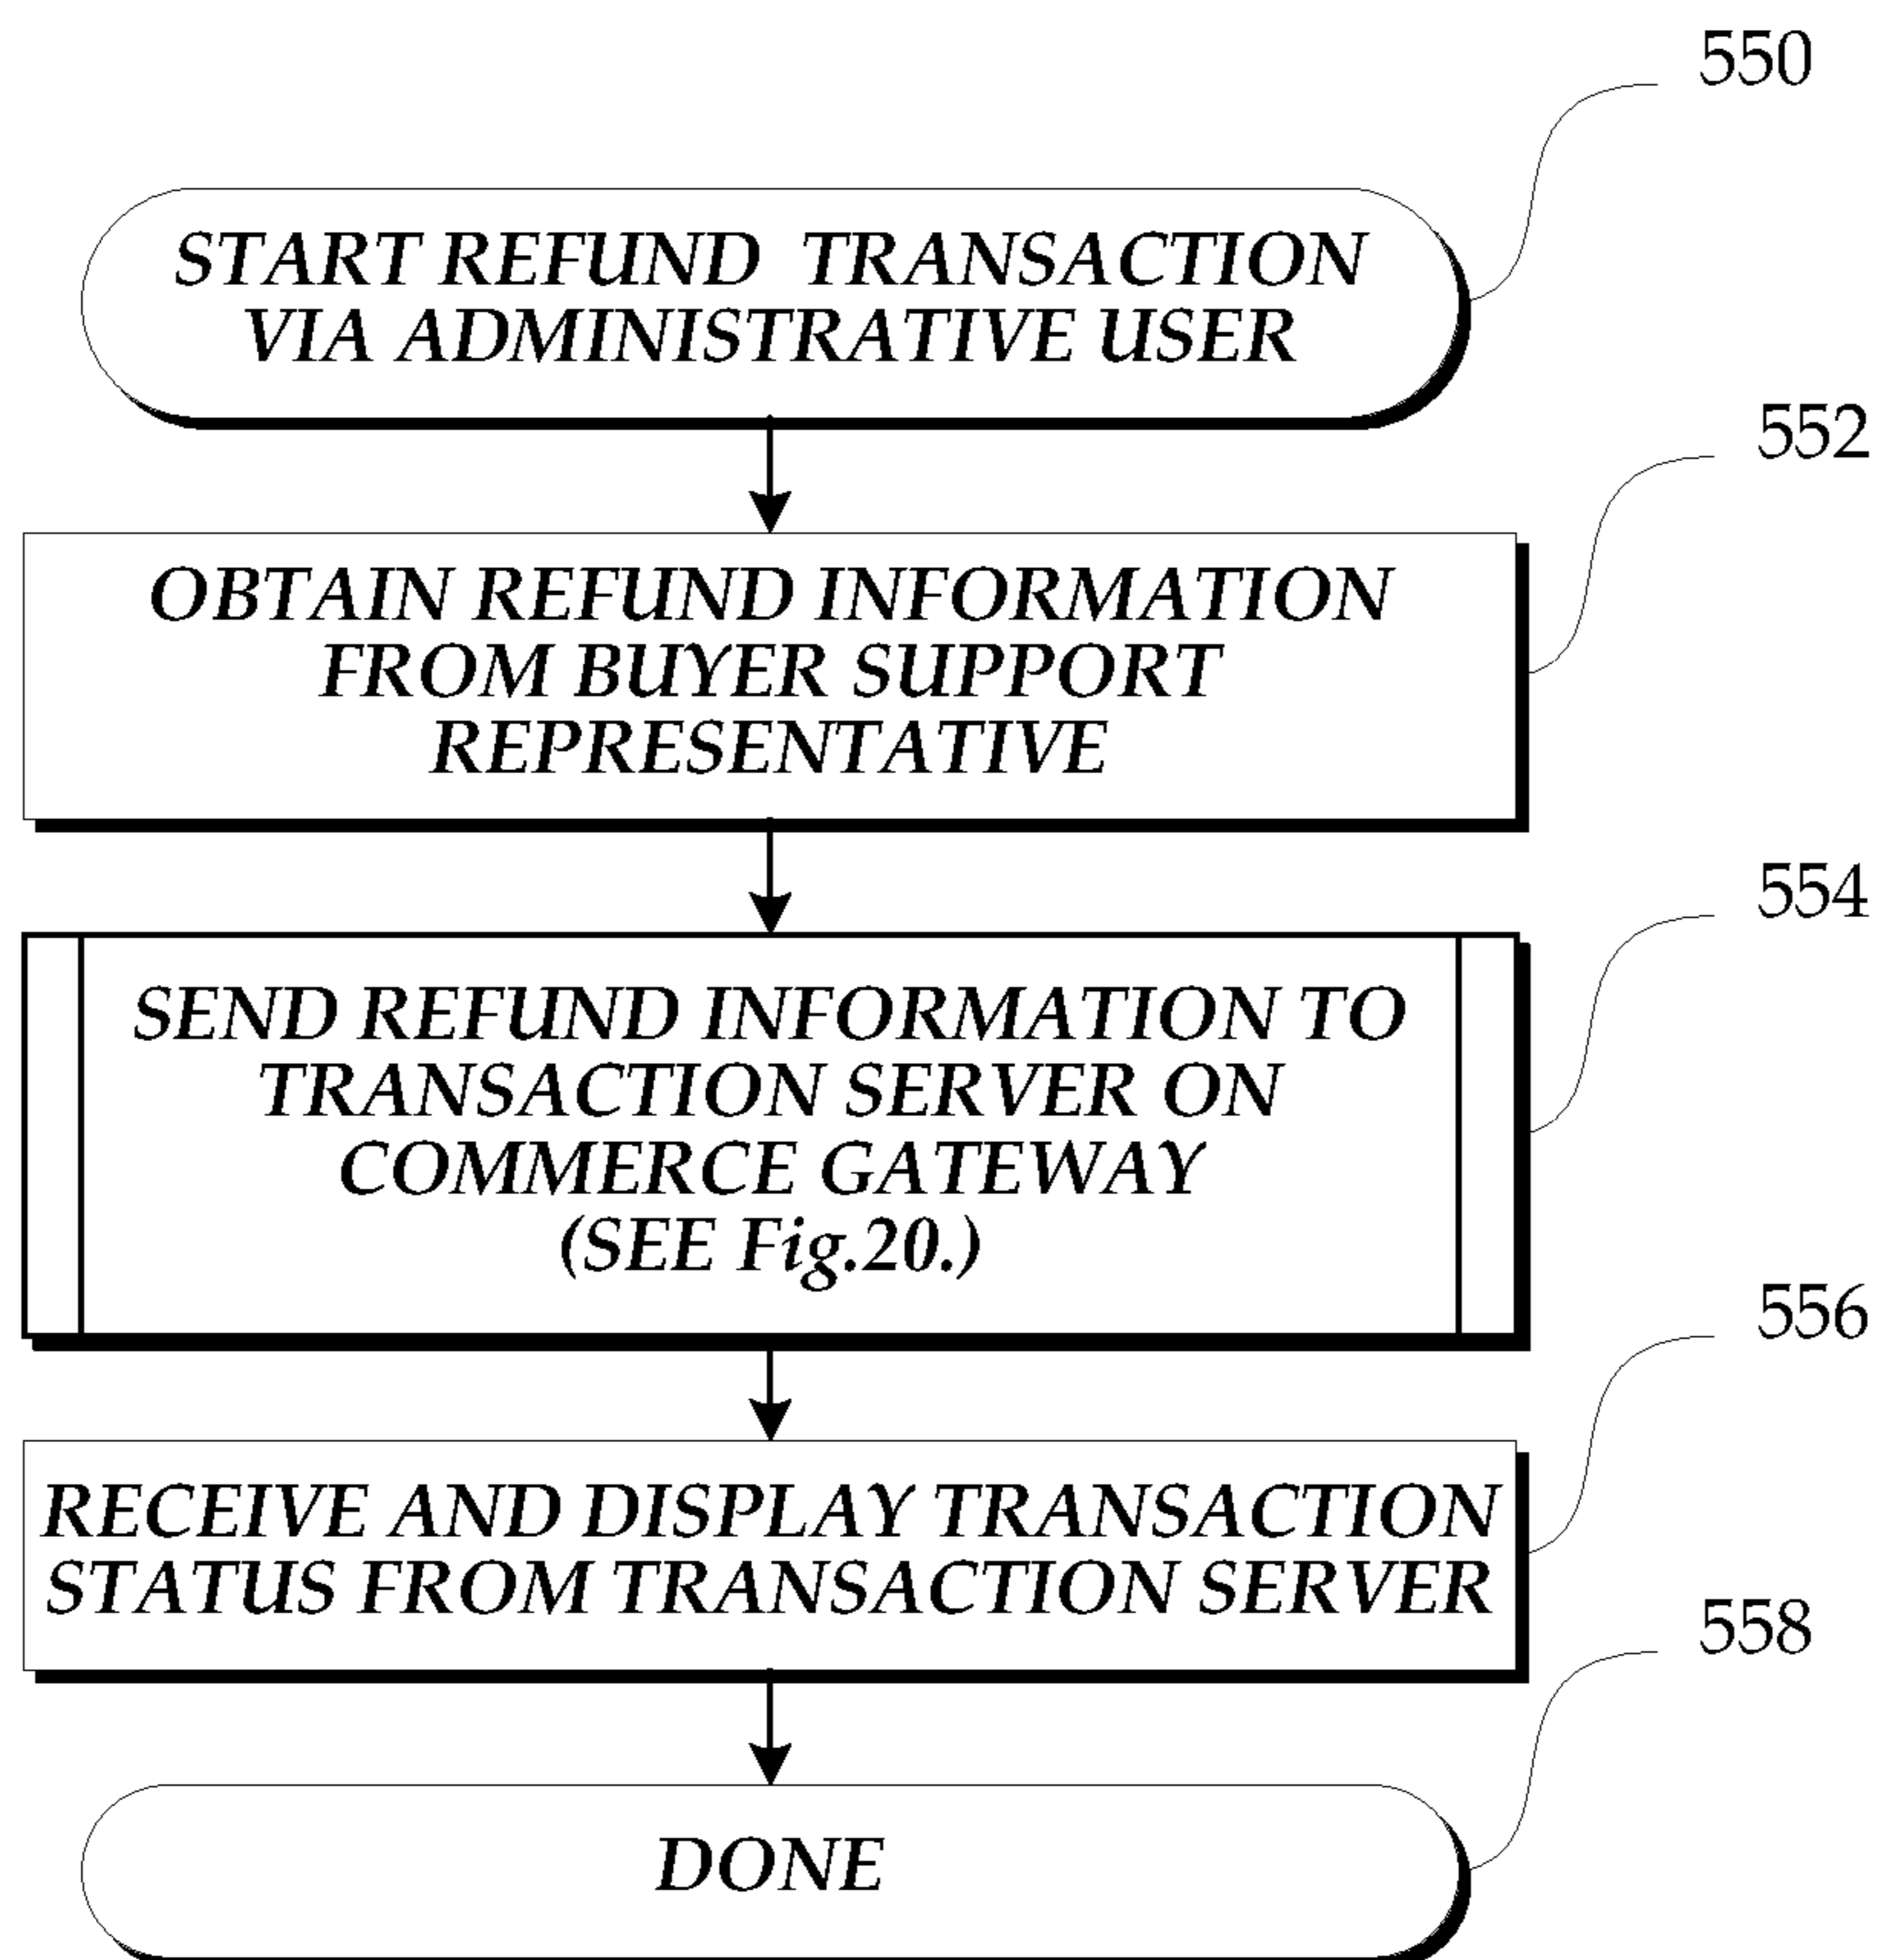 550
START REFUND TRANSACTION
VIA ADMINISTRATIVE USER
552
OBTAIN REFUND INFORMATION
FROM BUYER SUPPORT
REPRESENTATIVE
554
SEND REFUND INFORMATION TO
TRANSACTION SERVER ON
COMMERCE GATEWAY
(SEE Fig.20.)
556
RECEIVE AND DISPLAY TRANSACTION
STATUS FROM TRANSACTION SERVER
558
DONE